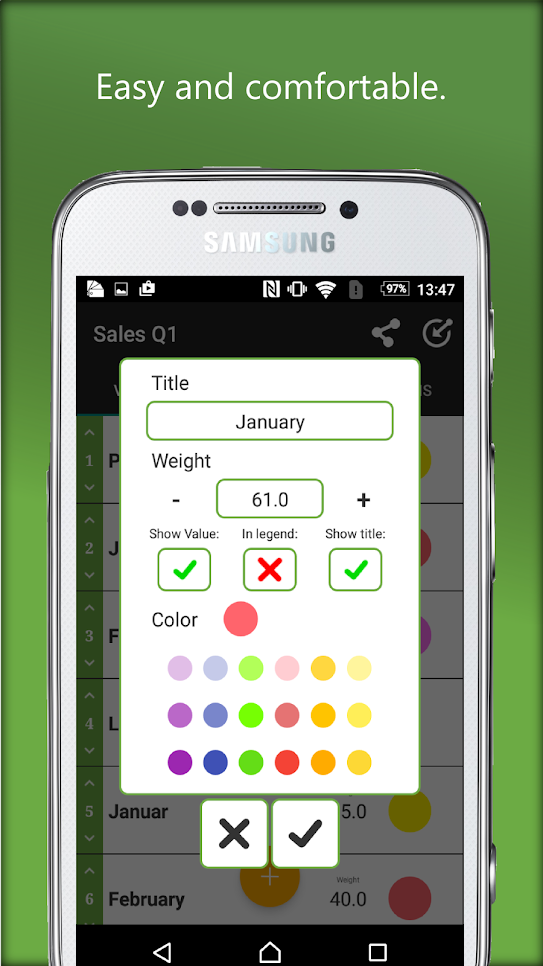 Easy and comfortable.
SAMSUNG
97% 13:47
Sales Q1
Title
January
Weight
- 61.0 +
Show Value: In legend: Show title:
Color
1 P
2 J
3 F
4 L
5 Januar 5.0
Weight
6 February 40.0